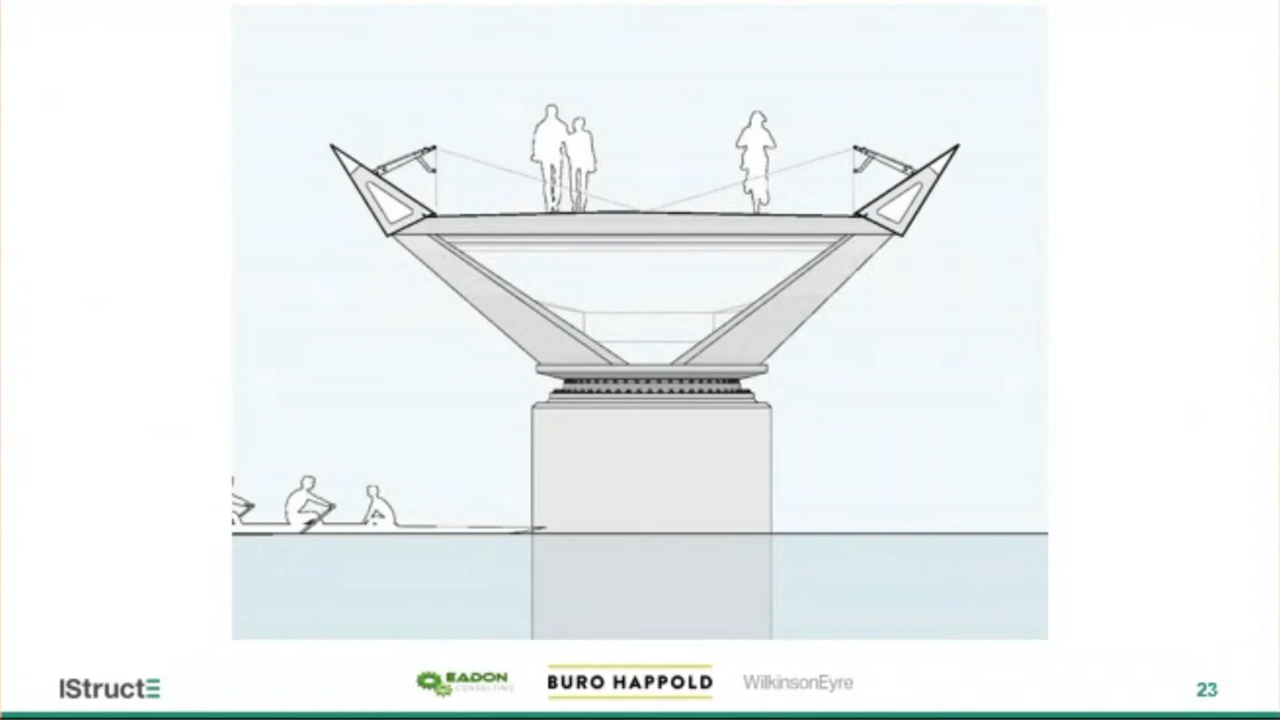 IStructE
EADON
CONSULTING
BURO HAPPOLD
WilkinsonEyre
23